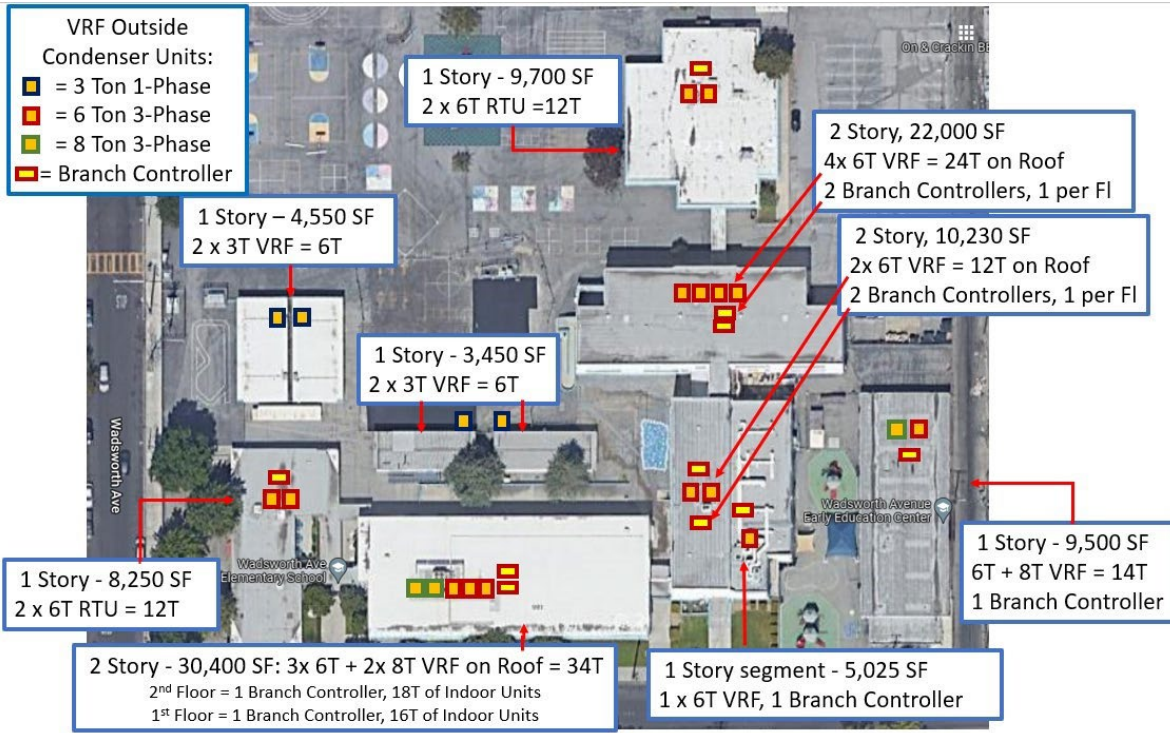 VRF Outside
Condenser Units:
= 3 Ton 1-Phase
= 6 Ton 3-Phase
= 8 Ton 3-Phase
= Branch Controller
1 Story - 9,700 SF
2 x 6T RTU =12T
On & Crackin
2 Story, 22,000 SF
4x 6T VRF = 24T on Roof
2 Branch Controllers, 1 per Fl
1 Story – 4,550 SF
2 x 3T VRF = 6T
2 Story, 10,230 SF
2x 6T VRF = 12T on Roof
2 Branch Controllers, 1 per Fl
1 Story - 3,450 SF
2 x 3T VRF = 6T
Wadsworth Ave
Wadsworth Avenue
Early Education Center
Wadsworth Ave
Elementary School
1 Story - 8,250 SF
2 x 6T RTU = 12T
1 Story - 9,500 SF
6T + 8T VRF = 14T
1 Branch Controller
2 Story - 30,400 SF: 3x 6T + 2x 8T VRF on Roof = 34T
2nd Floor = 1 Branch Controller, 18T of Indoor Units
1st Floor = 1 Branch Controller, 16T of Indoor Units
1 Story segment - 5,025 SF
1 x 6T VRF, 1 Branch Controller